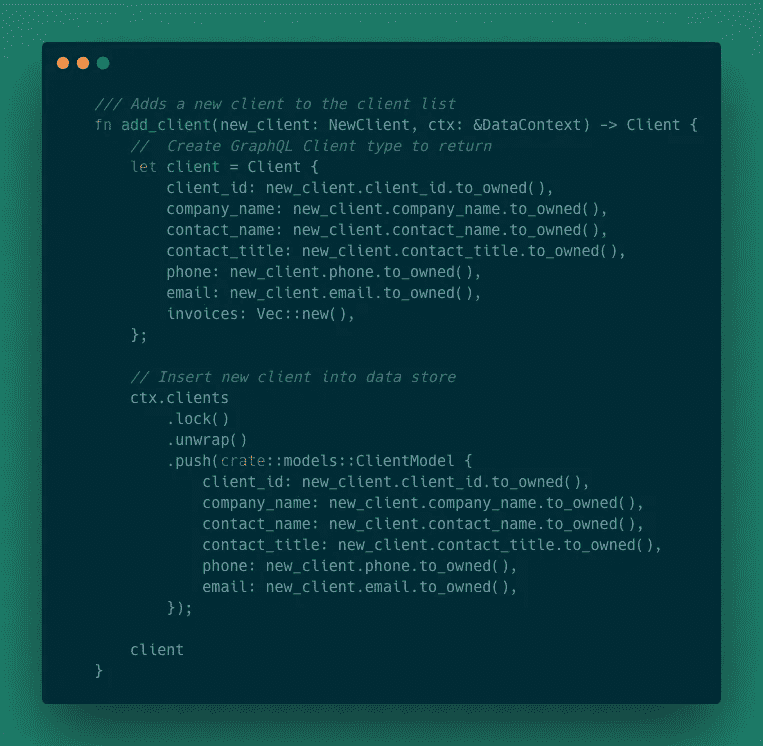 /// Adds a new client to the client list
fn add_client(new_client: NewClient, ctx: &DataContext) -> Client {
    //  Create GraphQL Client type to return
    let client = Client {
        client_id: new_client.client_id.to_owned(),
        company_name: new_client.company_name.to_owned(),
        contact_name: new_client.contact_name.to_owned(),
        contact_title: new_client.contact_title.to_owned(),
        phone: new_client.phone.to_owned(),
        email: new_client.email.to_owned(),
        invoices: Vec::new(),
    };

    // Insert new client into data store
    ctx.clients
        .lock()
        .unwrap()
        .push(crate::models::ClientModel {
            client_id: new_client.client_id.to_owned(),
            company_name: new_client.company_name.to_owned(),
            contact_name: new_client.contact_name.to_owned(),
            contact_title: new_client.contact_title.to_owned(),
            phone: new_client.phone.to_owned(),
            email: new_client.email.to_owned(),
        });

    client
}